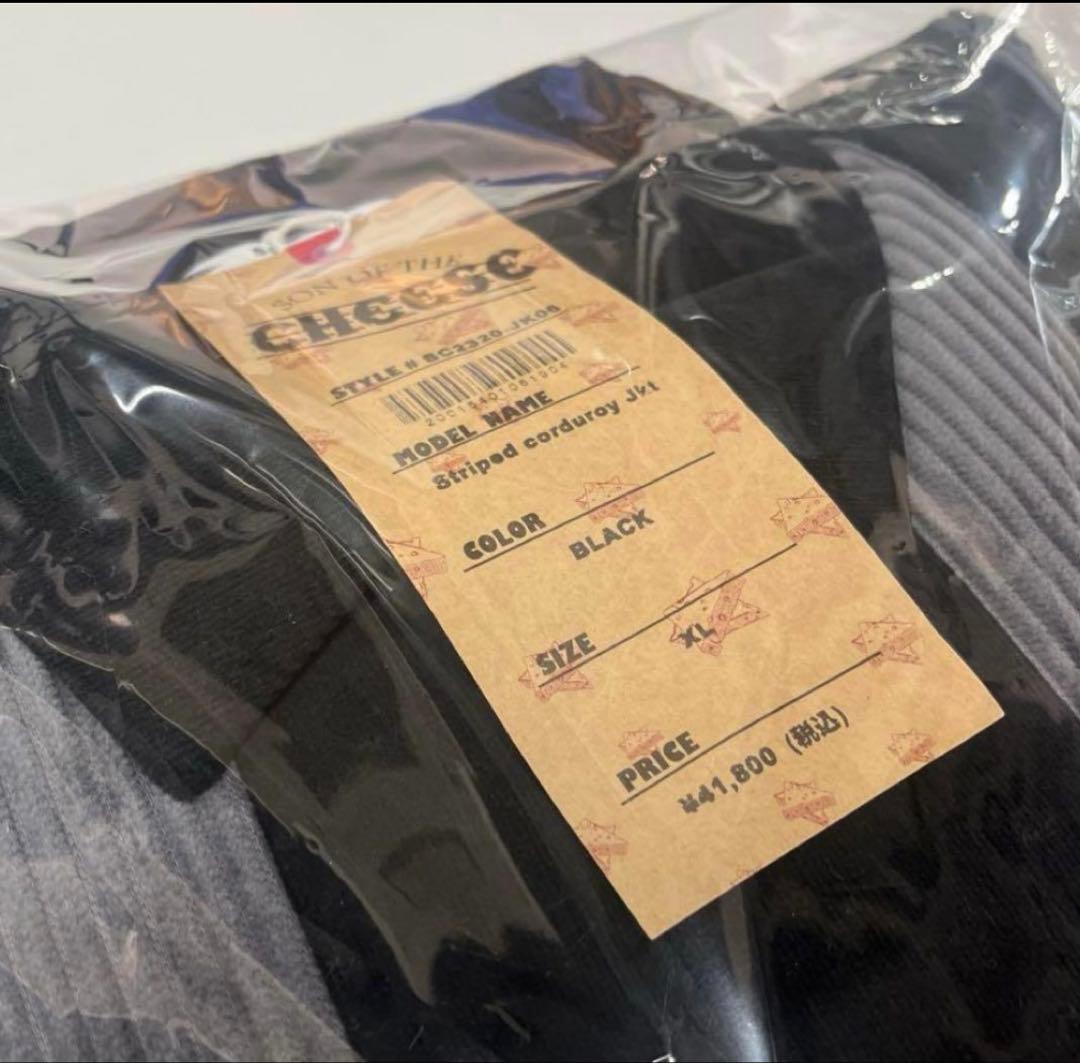 SON OF THE
CHEESE
STYLE # SC2320-JK06
MODEL NAME
Striped corduroy Jkt
COLOR
BLACK
SIZE
XL
PRICE
¥41,800 (税込)